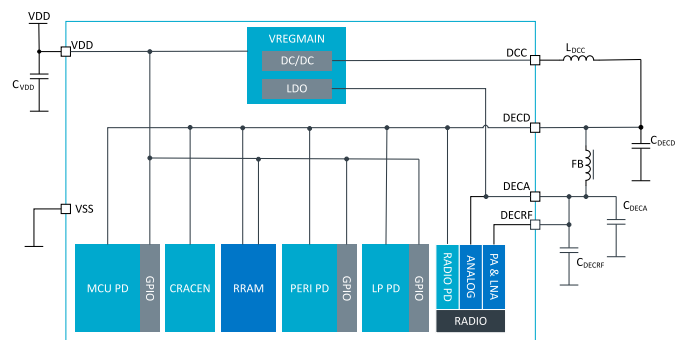 VDD
VDD
VREGMAIN
DC/DC
DCC
LDCC
CVDD
LDO
DECD
CDECD
FB
DECA
VSS
CDECA
DECRF
CDECRF
MCU PD
GPIO
CRACEN
RRAM
PERI PD
GPIO
LP PD
GPIO
RADIO PD
ANALOG
PA & LNA
RADIO